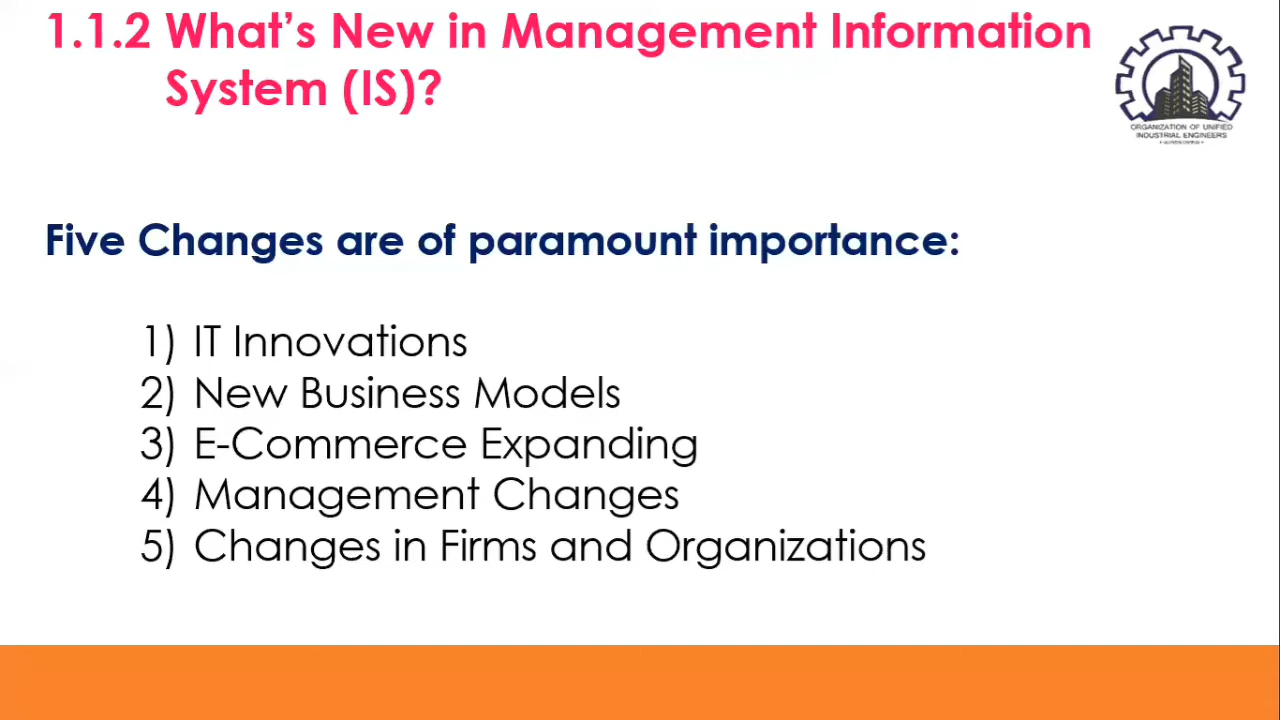 1.1.2 What’s New in Management Information
System (IS)?
ORGANIZATION OF UNIFIED
INDUSTRIAL ENGINEERS
Five Changes are of paramount importance:
1) IT Innovations
2) New Business Models
3) E-Commerce Expanding
4) Management Changes
5) Changes in Firms and Organizations